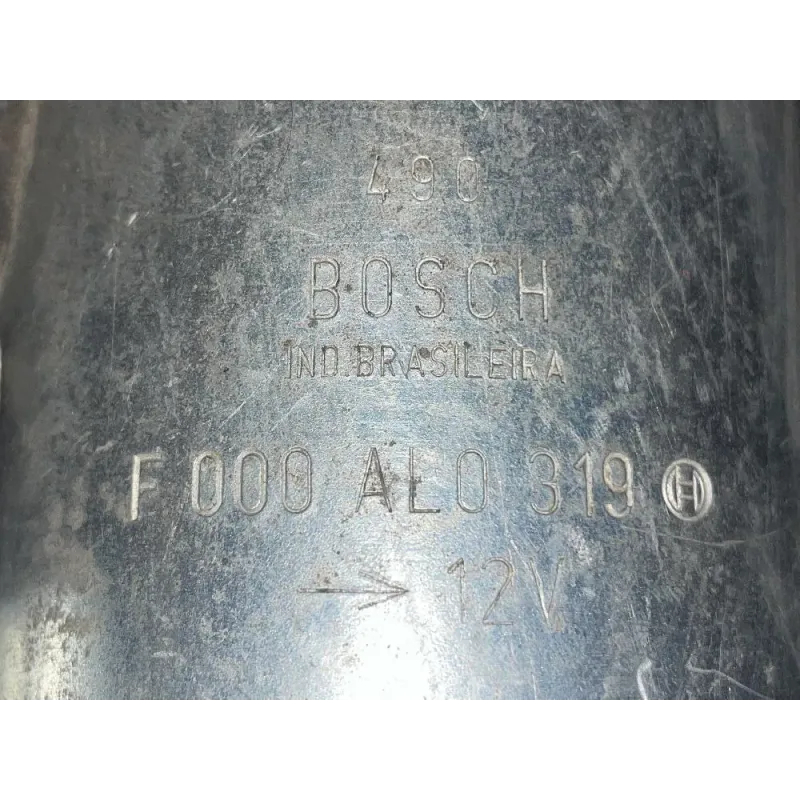 490
BOSCH
IND.BRASILEIRA
F 000 AL0 319
→ 12V